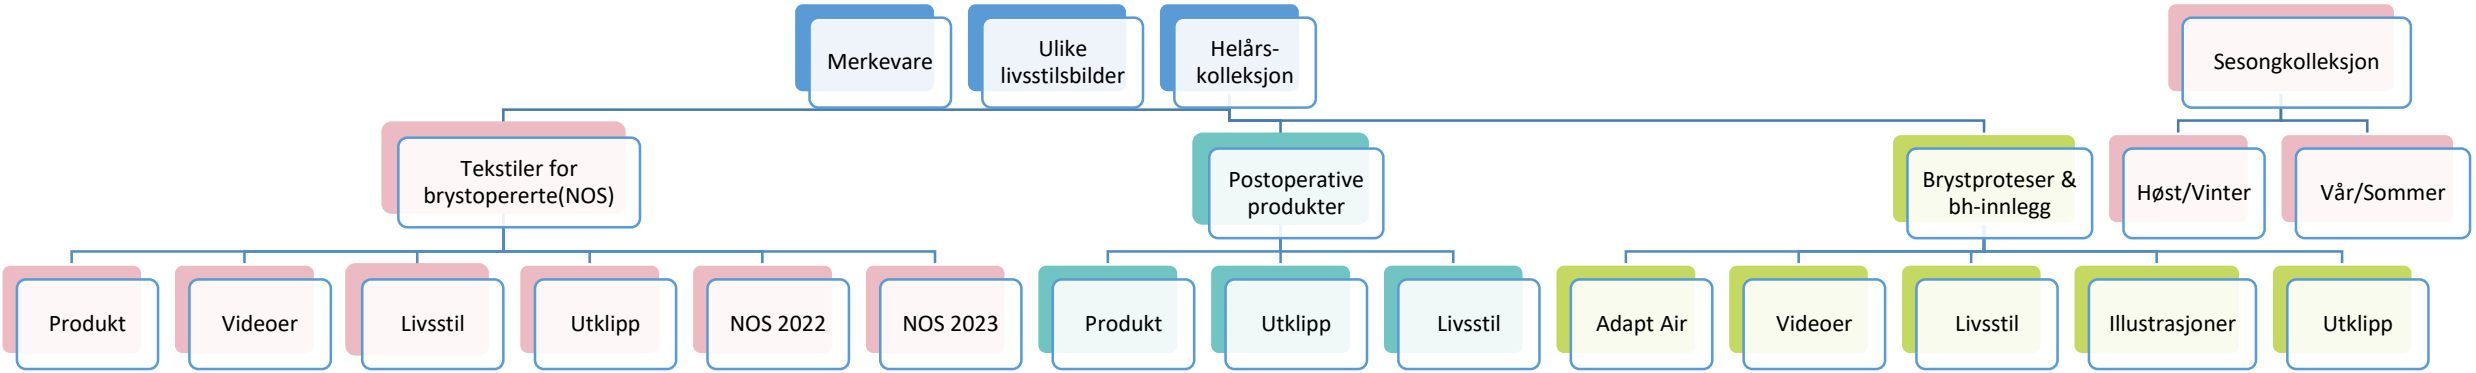 Merkevare
Ulike
livsstilsbilder
Helårs-
kolleksjon
Sesongkolleksjon
Tekstiler for
brystopererte(NOS)
Postoperative
produkter
Brystproteser &
bh-innlegg
Høst/Vinter
Vår/Sommer
Produkt
Videoer
Livsstil
Utklipp
NOS 2022
NOS 2023
Produkt
Utklipp
Livsstil
Adapt Air
Videoer
Livsstil
Illustrasjoner
Utklipp